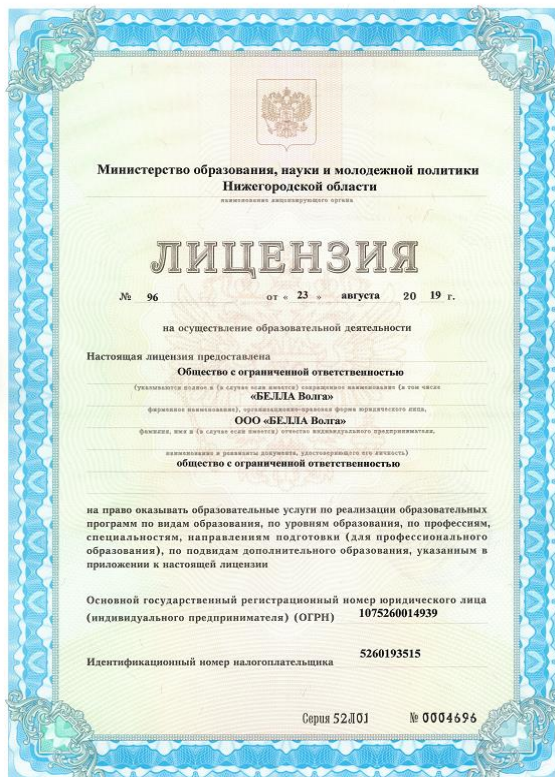 Министерство образования, науки и молодежной политики
Нижегородской области
наименование лицензирующего органа
ЛИЦЕНЗИЯ
№ 96 от « 23 » августа 20 19 г.
на осуществление образовательной деятельности
Настоящая лицензия предоставлена
Общество с ограниченной ответственностью
(указываются полное и (в случае если имеется) сокращенное наименование (в том числе
«БЕЛЛА Волга»
фирменное наименование), организационно-правовая форма юридического лица,
ООО «БЕЛЛА Волга»
фамилия, имя и (в случае если имеется) отчество индивидуального предпринимателя,
наименование и реквизиты документа, удостоверяющего его личность)
общество с ограниченной ответственностью
на право оказывать образовательные услуги по реализации образовательных
программ по видам образования, по уровням образования, по профессиям,
специальностям, направлениям подготовки (для профессионального
образования), по подвидам дополнительного образования, указанным в
приложении к настоящей лицензии
Основной государственный регистрационный номер юридического лица
(индивидуального предпринимателя) (ОГРН) 1075260014939
Идентификационный номер налогоплательщика 5260193515
Серия 52Л01 № 0004696